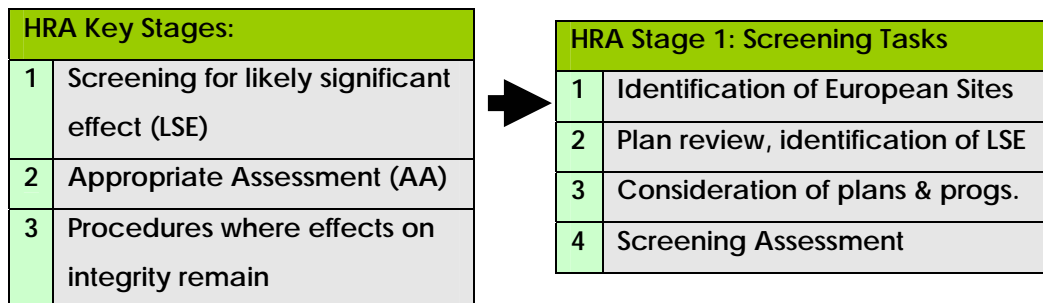 HRA Key Stages:
1 Screening for likely significant
effect (LSE)
2 Appropriate Assessment (AA)
3 Procedures where effects on
integrity remain
HRA Stage 1: Screening Tasks
1 Identification of European Sites
2 Plan review, identification of LSE
3 Consideration of plans & progs.
4 Screening Assessment